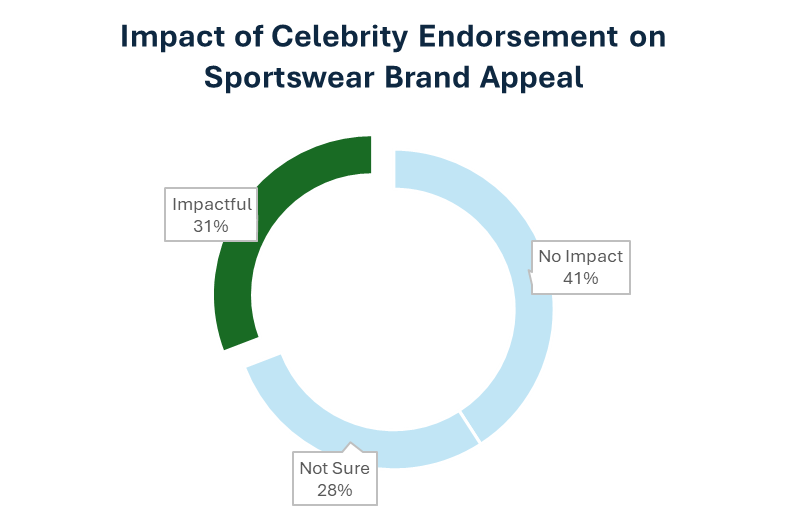 Impact of Celebrity Endorsement on
Sportswear Brand Appeal
Impactful
31%
No Impact
41%
Not Sure
28%